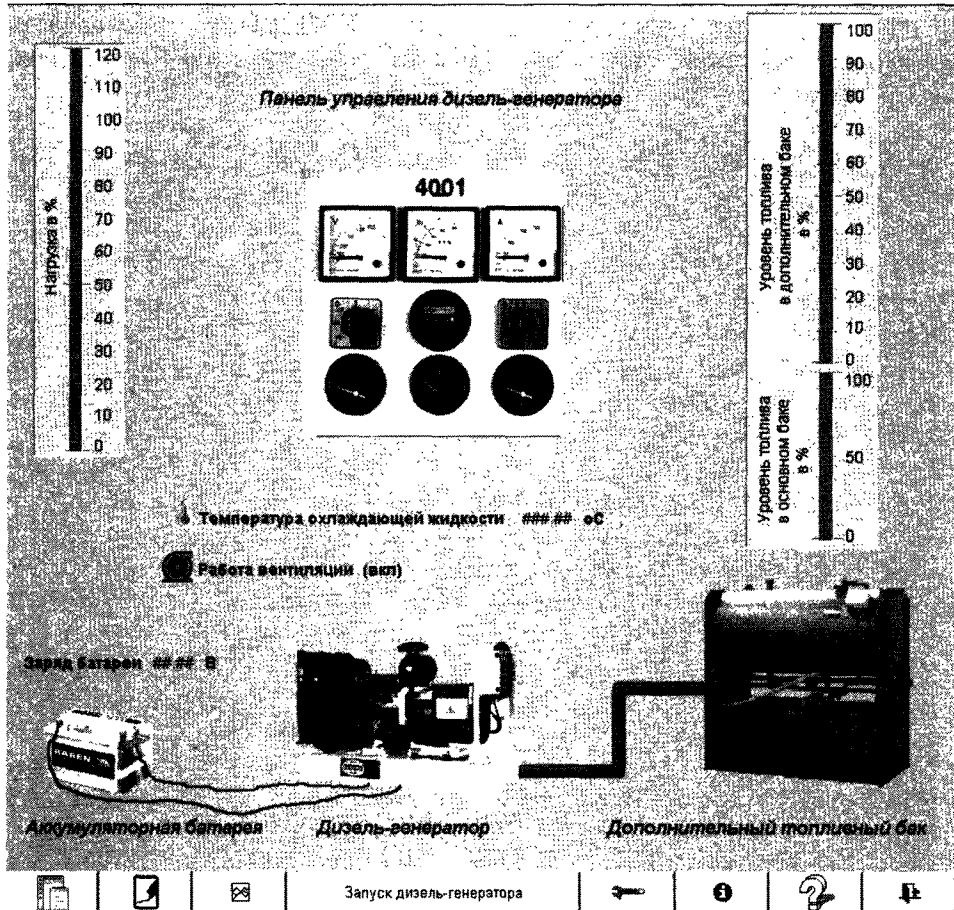 Панель управления дизель-генератора
4001
Нагрузка в %
120
110
100
90
80
70
60
50
40
30
20
10
0
Уровень топлива
в дополнительном баке
в %
100
90
80
70
60
50
40
30
20
10
0
Уровень топлива
в основном баке
в %
100
50
0
Температура охлаждающей жидкости ###.## оС
Работа вентиляции (вкл)
Заряд батареи ##.## В
HAGEN
Аккумуляторная батарея
Дизель-генератор
Дополнительный топливный бак
Запуск дизель-генератора